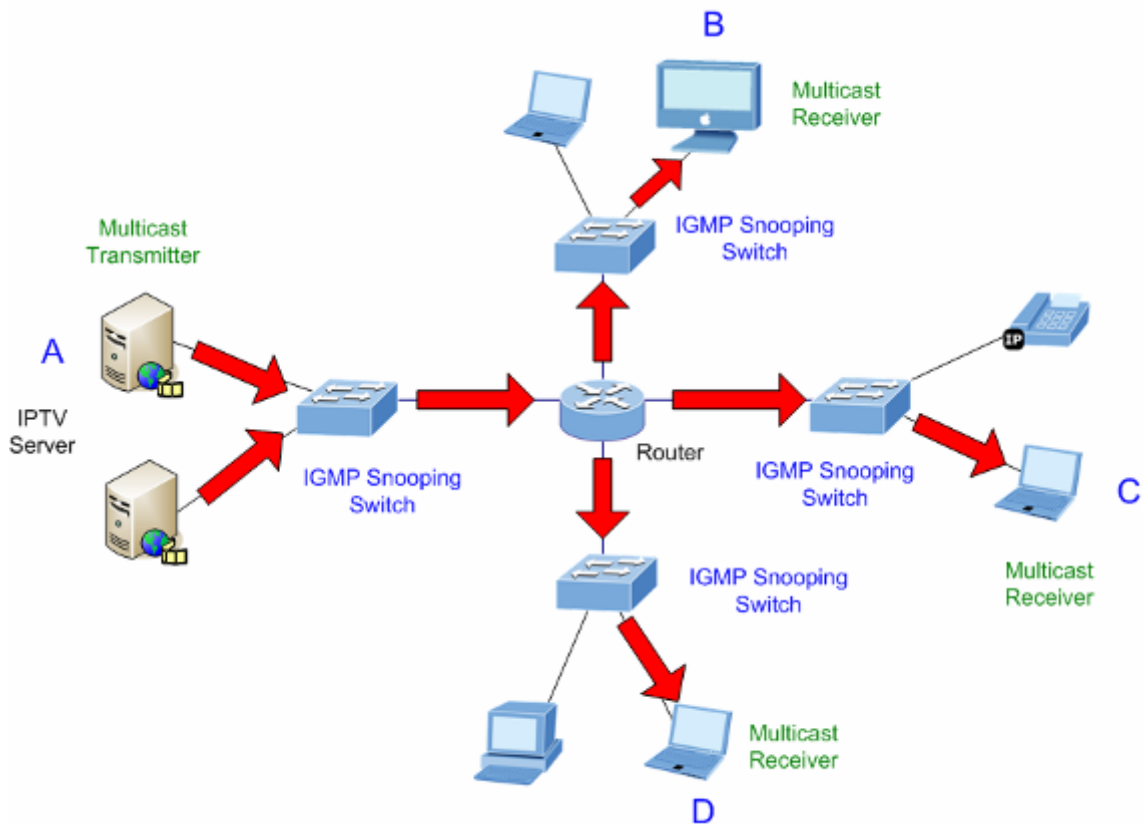 B
Multicast
Receiver
IGMP Snooping
Switch
Multicast
Transmitter
A
IPTV
Server
IGMP Snooping
Switch
Router
IP
IGMP Snooping
Switch
C
Multicast
Receiver
IGMP Snooping
Switch
Multicast
Receiver
D